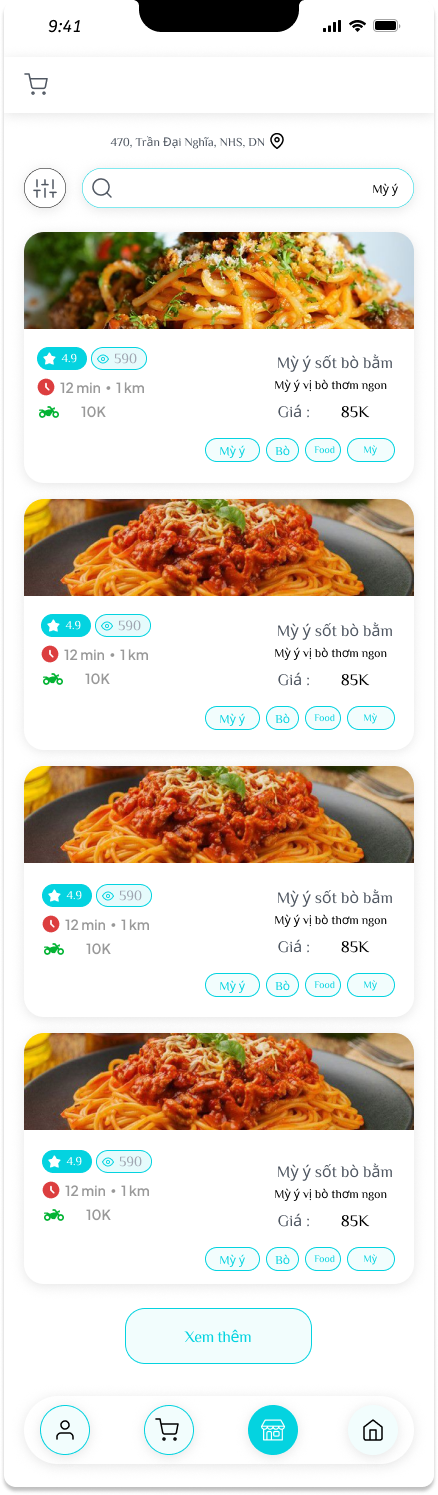 9:41
470, Trần Đại Nghĩa, NHS, DN
Mỳ ý
4.9 590
Mỳ ý sốt bò bằm
12 min • 1 km
Mỳ ý vị bò thơm ngon
10K
Giá : 85K
Mỳ ý Bò Food Mỳ
4.9 590
Mỳ ý sốt bò bằm
12 min • 1 km
Mỳ ý vị bò thơm ngon
10K
Giá : 85K
Mỳ ý Bò Food Mỳ
4.9 590
Mỳ ý sốt bò bằm
12 min • 1 km
Mỳ ý vị bò thơm ngon
10K
Giá : 85K
Mỳ ý Bò Food Mỳ
4.9 590
Mỳ ý sốt bò bằm
12 min • 1 km
Mỳ ý vị bò thơm ngon
10K
Giá : 85K
Mỳ ý Bò Food Mỳ
Xem thêm